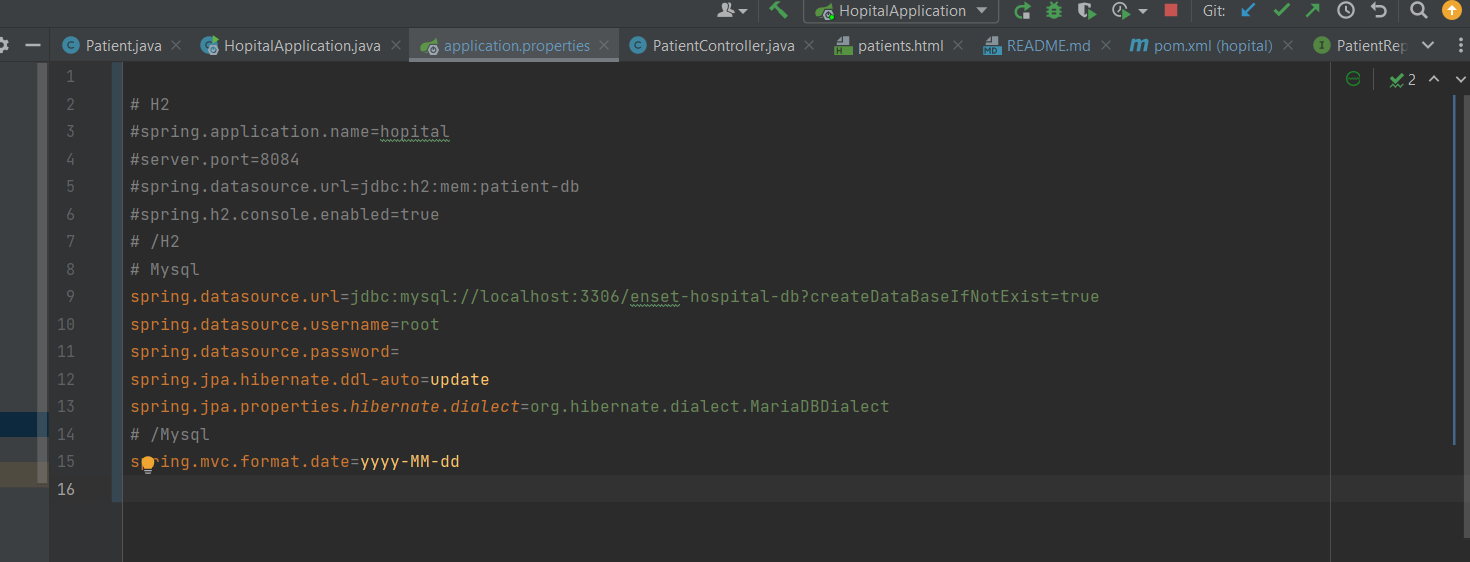 HopitalApplication
Git:
Patient.java
HopitalApplication.java
application.properties
PatientController.java
patients.html
README.md
pom.xml (hopital)
PatientRep
2
1
2 # H2
3 #spring.application.name=hopital
4 #server.port=8084
5 #spring.datasource.url=jdbc:h2:mem:patient-db
6 #spring.h2.console.enabled=true
7 # /H2
8 # Mysql
9 spring.datasource.url=jdbc:mysql://localhost:3306/enset-hospital-db?createDataBaseIfNotExist=true
10 spring.datasource.username=root
11 spring.datasource.password=
12 spring.jpa.hibernate.ddl-auto=update
13 spring.jpa.properties.hibernate.dialect=org.hibernate.dialect.MariaDBDialect
14 # /Mysql
15 spring.mvc.format.date=yyyy-MM-dd
16